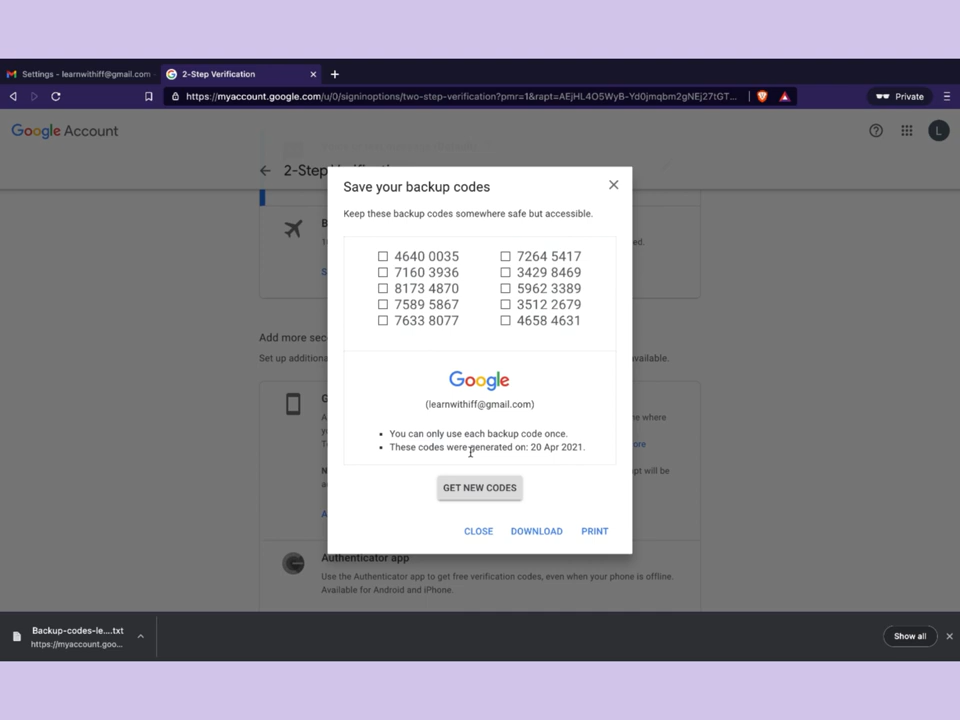 Settings - learnwithiff@gmail.com
2-Step Verification
https://myaccount.google.com/u/0/signinoptions/two-step-verification?pmr=1&rapt=AEjHL4O5WyB-Yd0jmqbm2gNEj27tGT...
Private
Google Account
L
2-Step
Save your backup codes
Keep these backup codes somewhere safe but accessible.
4640 0035 7264 5417
7160 3936 3429 8469
8173 4870 5962 3389
7589 5867 3512 2679
7633 8077 4658 4631
Add more sec
Set up additiona
vailable.
Google
(learnwithiff@gmail.com)
You can only use each backup code once.
These codes were generated on: 20 Apr 2021.
GET NEW CODES
CLOSE DOWNLOAD PRINT
Authenticator app
Use the Authenticator app to get free verification codes, even when your phone is offline.
Available for Android and iPhone.
Backup-codes-le....txt
https://myaccount.goo...
Show all